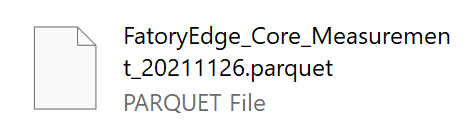 FatoryEdge_Core_Measuremen
t_20211126.parquet
PARQUET File